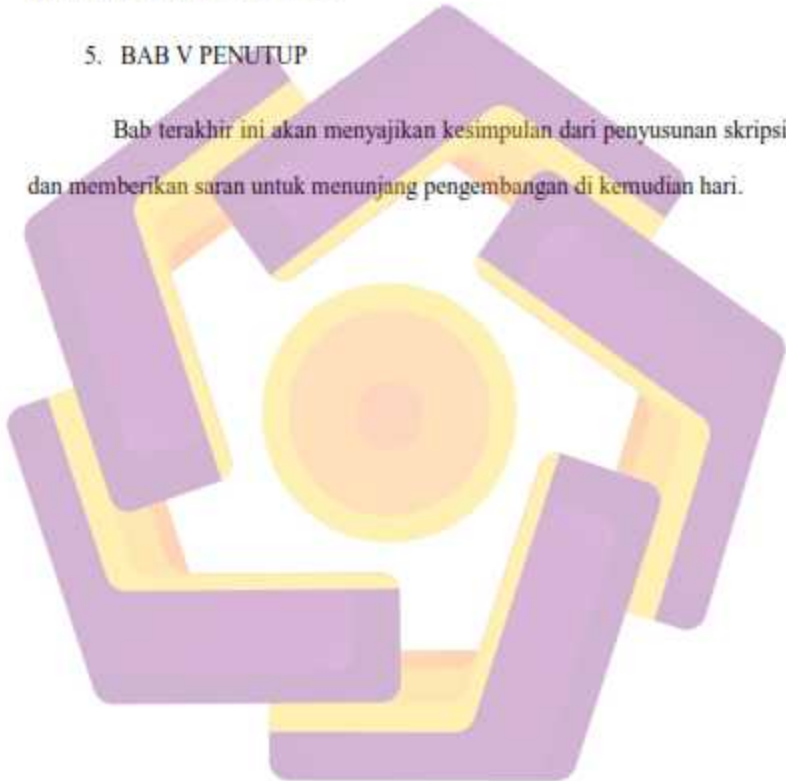 5. BAB V PENUTUP
Bab terakhir ini akan menyajikan kesimpulan dari penyusunan skripsi
dan memberikan saran untuk menunjang pengembangan di kemudian hari.